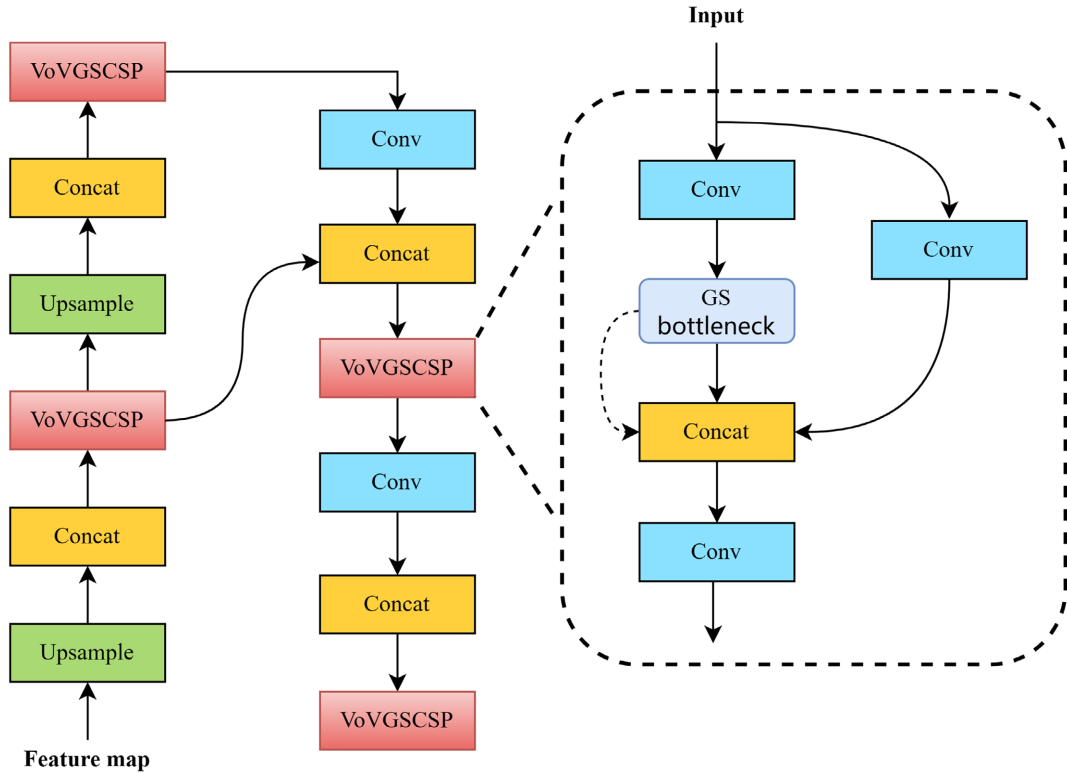 Input
VoVGSCSP
Concat
Upsample
VoVGSCSP
Concat
Upsample
Feature map
Conv
Concat
VoVGSCSP
Conv
Concat
VoVGSCSP
Conv
Conv
GS
bottleneck
Concat
Conv